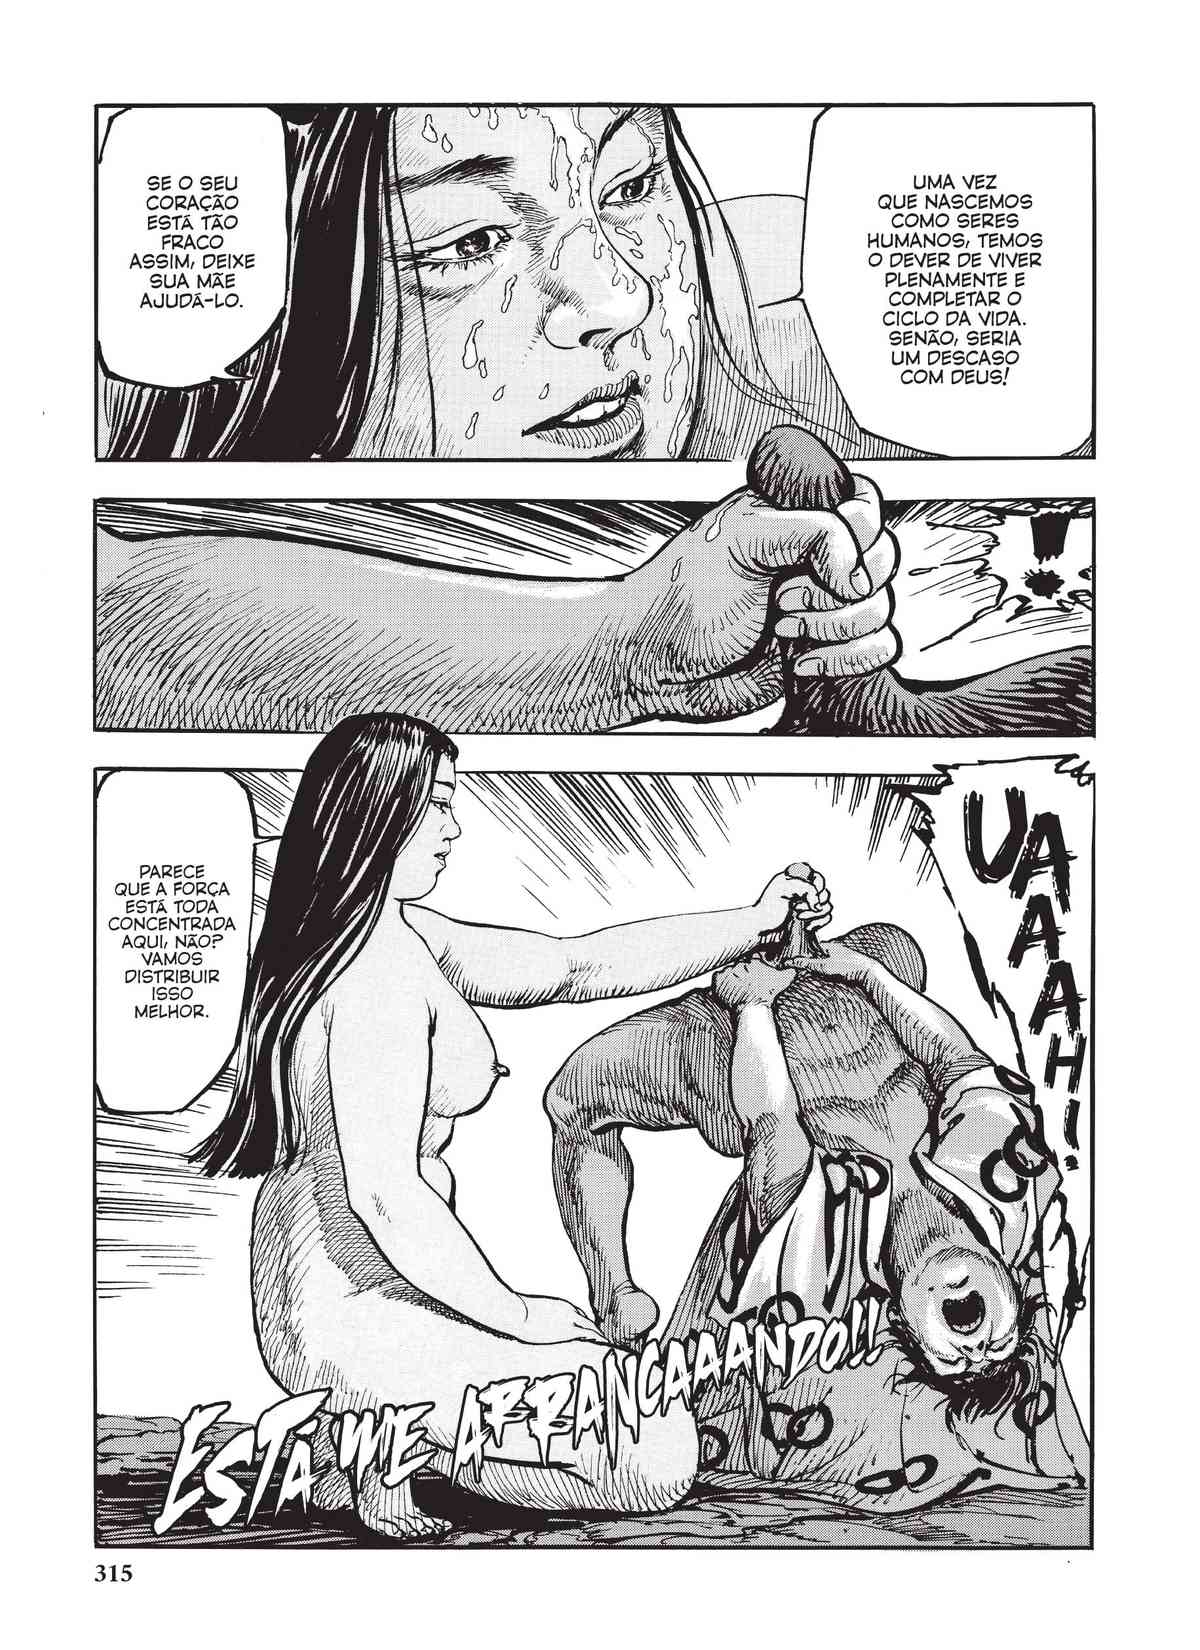 UMA VEZ
QUE NASCEMOS
COMO SERES
HUMANOS, TEMOS
O DEVER DE VIVER
PLENAMENTE E
COMPLETAR O
CICLO DA VIDA.
SENÃO, SERIA
UM DESCASO
COM DEUS!
SE O SEU
CORAÇÃO
ESTÁ TÃO
FRACO
ASSIM, DEIXE
SUA MÃE
AJUDÁ-LO.
!
UAAAAH!
PARECE
QUE A FORÇA
ESTÁ TODA
CONCENTRADA
AQUI, NÃO?
VAMOS
DISTRIBUIR
ISSO
MELHOR.
ESTÁ ME ARRANCAAAANDO!!
315